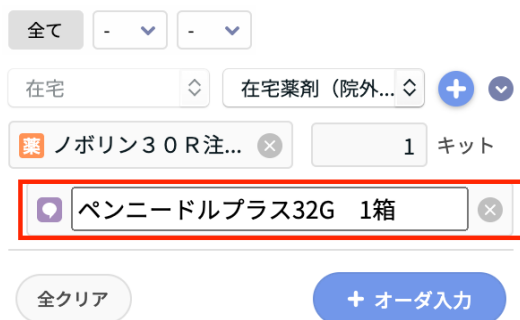 全て - -
在宅 在宅薬剤（院外...
薬 ノボリン３０Ｒ注... 1 キット
ペンニードルプラス32G　1箱
全クリア + オーダ入力